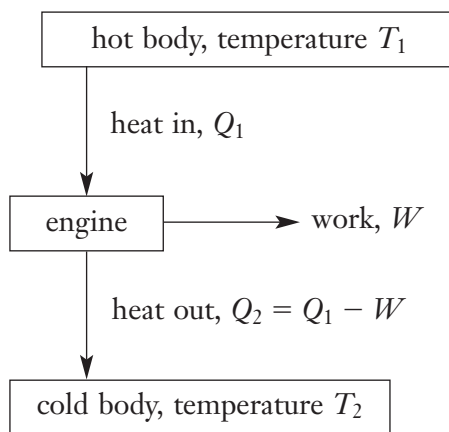 hot body, temperature T₁
heat in, Q₁
engine
work, W
heat out, Q₂ = Q₁ − W
cold body, temperature T₂